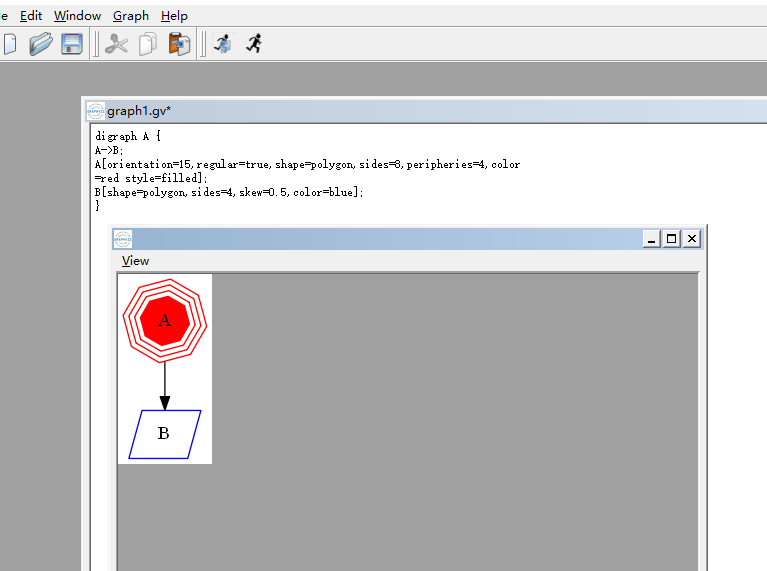 e Edit Window Graph Help
graph1.gv*
digraph A {
A->B;
A[orientation=15,regular=true,shape=polygon,sides=8,peripheries=4,color
=red style=filled];
B[shape=polygon,sides=4,skew=0.5,color=blue];
}
View
A
B